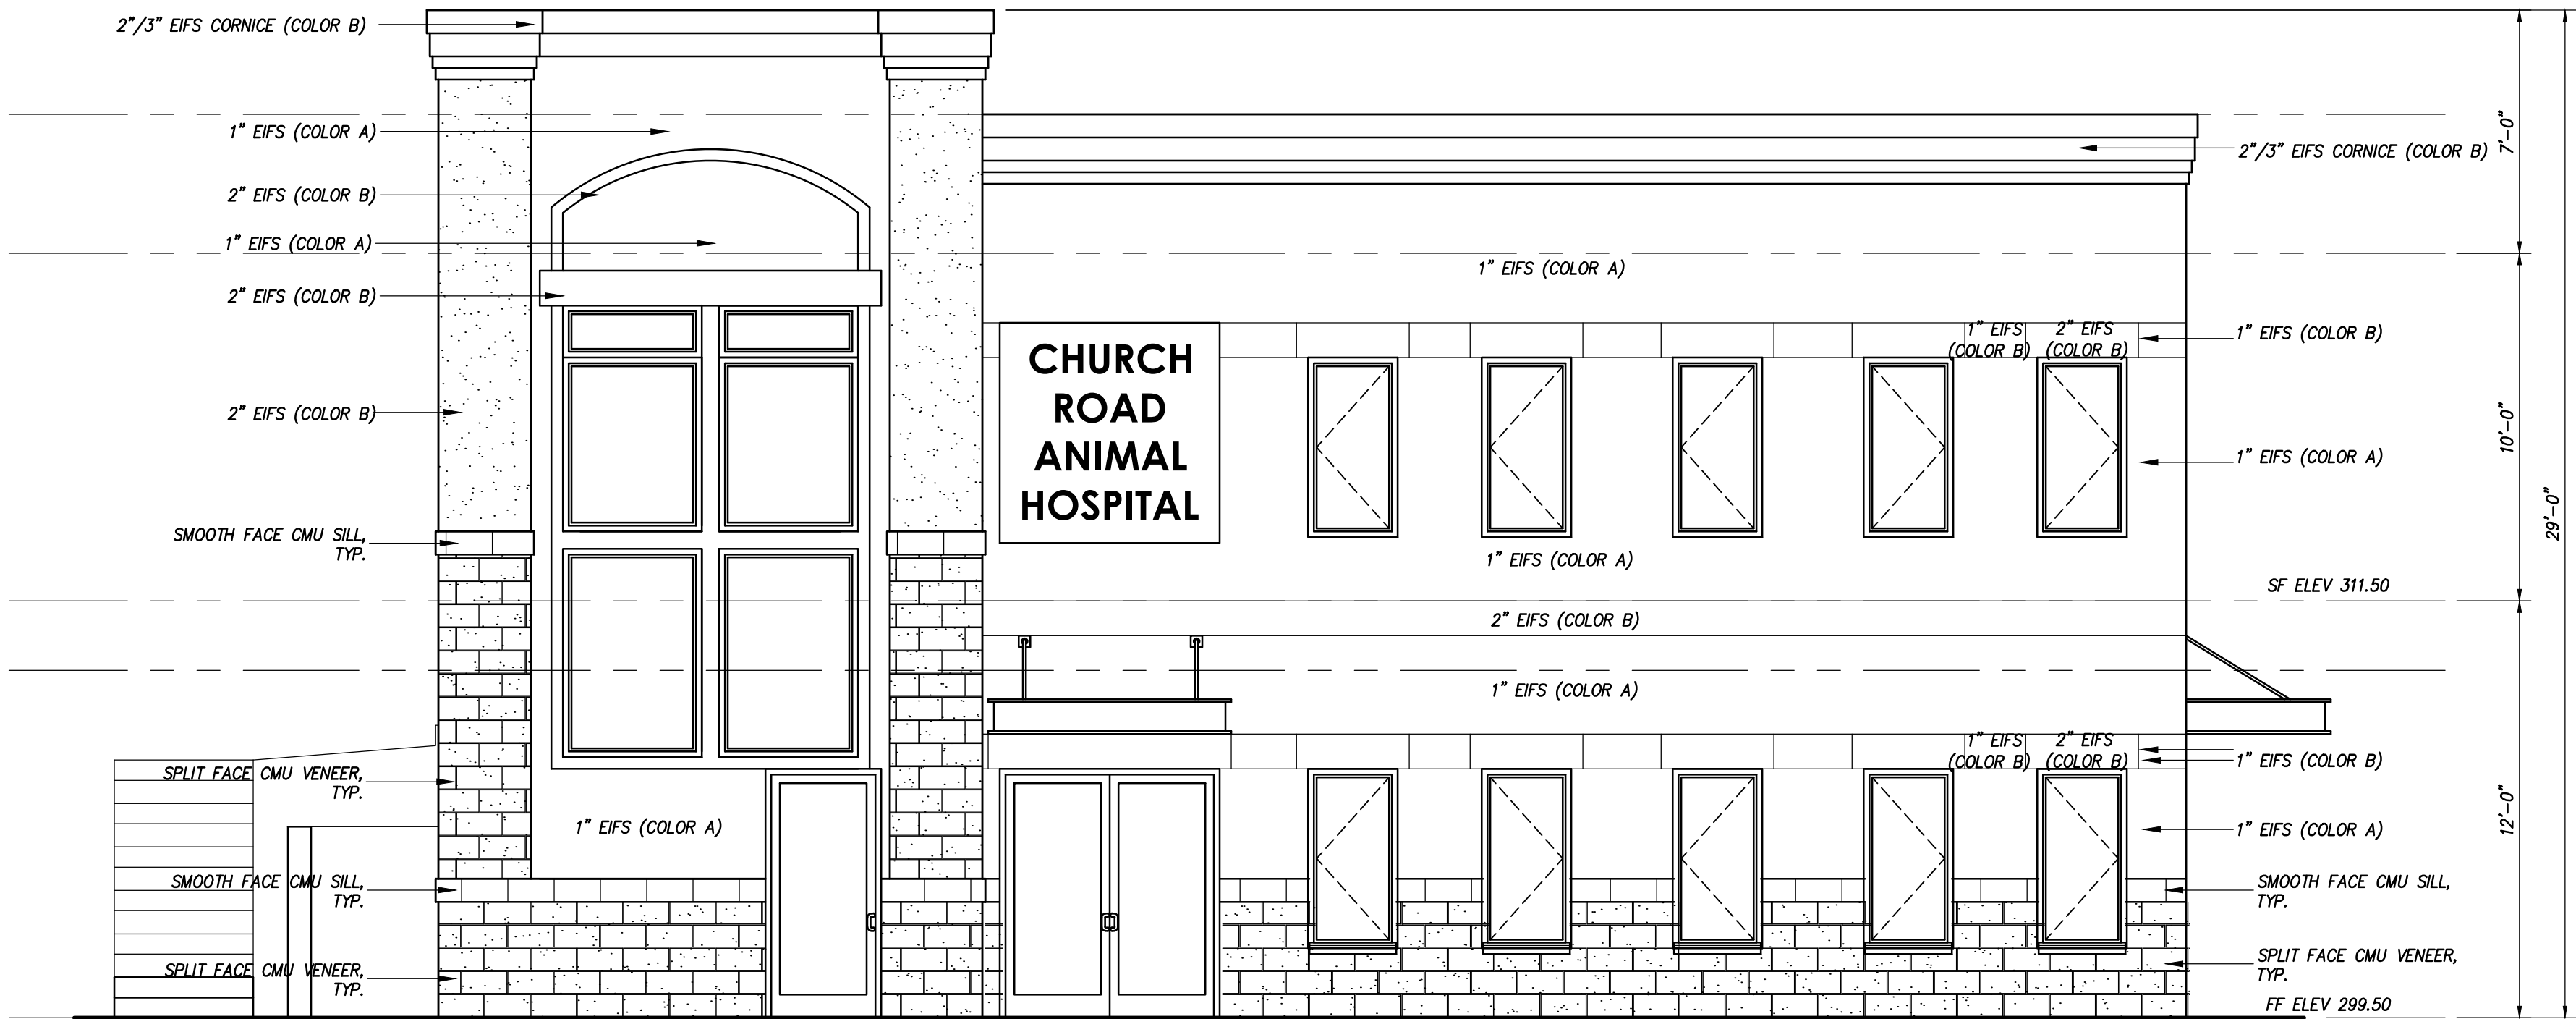 2"/3" EIFS CORNICE (COLOR B)
1" EIFS (COLOR A)
2" EIFS (COLOR B)
1" EIFS (COLOR A)
2" EIFS (COLOR B)
2" EIFS (COLOR B)
SMOOTH FACE CMU SILL,
TYP.
SPLIT FACE CMU VENEER,
TYP.
SMOOTH FACE CMU SILL,
TYP.
SPLIT FACE CMU VENEER,
TYP.
1" EIFS (COLOR A)
CHURCH
ROAD
ANIMAL
HOSPITAL
1" EIFS (COLOR A)
1" EIFS
(COLOR B)
2" EIFS
(COLOR B)
1" EIFS (COLOR A)
2" EIFS (COLOR B)
1" EIFS (COLOR A)
1" EIFS
(COLOR B)
2" EIFS
(COLOR B)
2"/3" EIFS CORNICE (COLOR B)
1" EIFS (COLOR B)
1" EIFS (COLOR A)
SF ELEV 311.50
1" EIFS (COLOR B)
1" EIFS (COLOR A)
SMOOTH FACE CMU SILL,
TYP.
SPLIT FACE CMU VENEER,
TYP.
FF ELEV 299.50
7'-0"
10'-0"
12'-0"
29'-0"